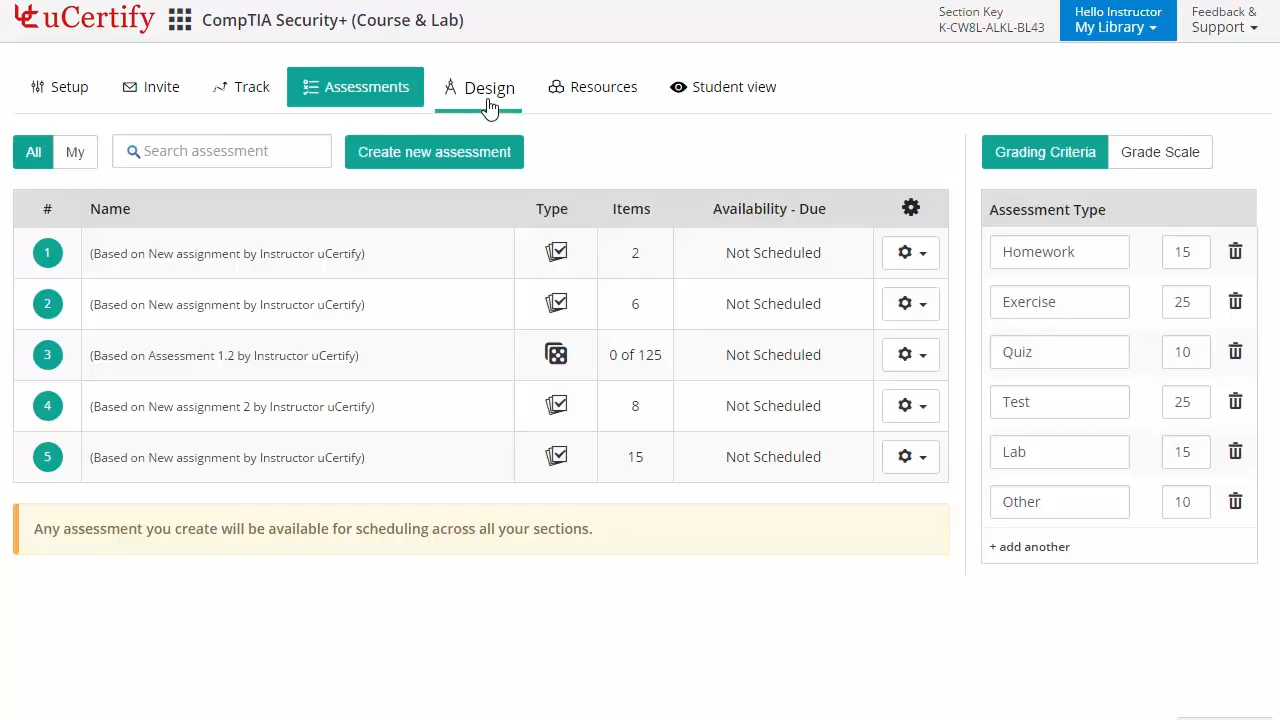 uCertify CompTIA Security+ (Course & Lab)
Section Key
K-CW8L-ALKL-BL43
Hello Instructor
My Library
Feedback &
Support
Setup Invite Track Assessments Design Resources Student view
All My Search assessment Create new assessment
Grading Criteria Grade Scale
# Name Type Items Availability - Due
1 (Based on New assignment by Instructor uCertify) 2 Not Scheduled
2 (Based on New assignment by Instructor uCertify) 6 Not Scheduled
3 (Based on Assessment 1.2 by Instructor uCertify) 0 of 125 Not Scheduled
4 (Based on New assignment 2 by Instructor uCertify) 8 Not Scheduled
5 (Based on New assignment by Instructor uCertify) 15 Not Scheduled
Any assessment you create will be available for scheduling across all your sections.
Assessment Type
Homework 15
Exercise 25
Quiz 10
Test 25
Lab 15
Other 10
+ add another